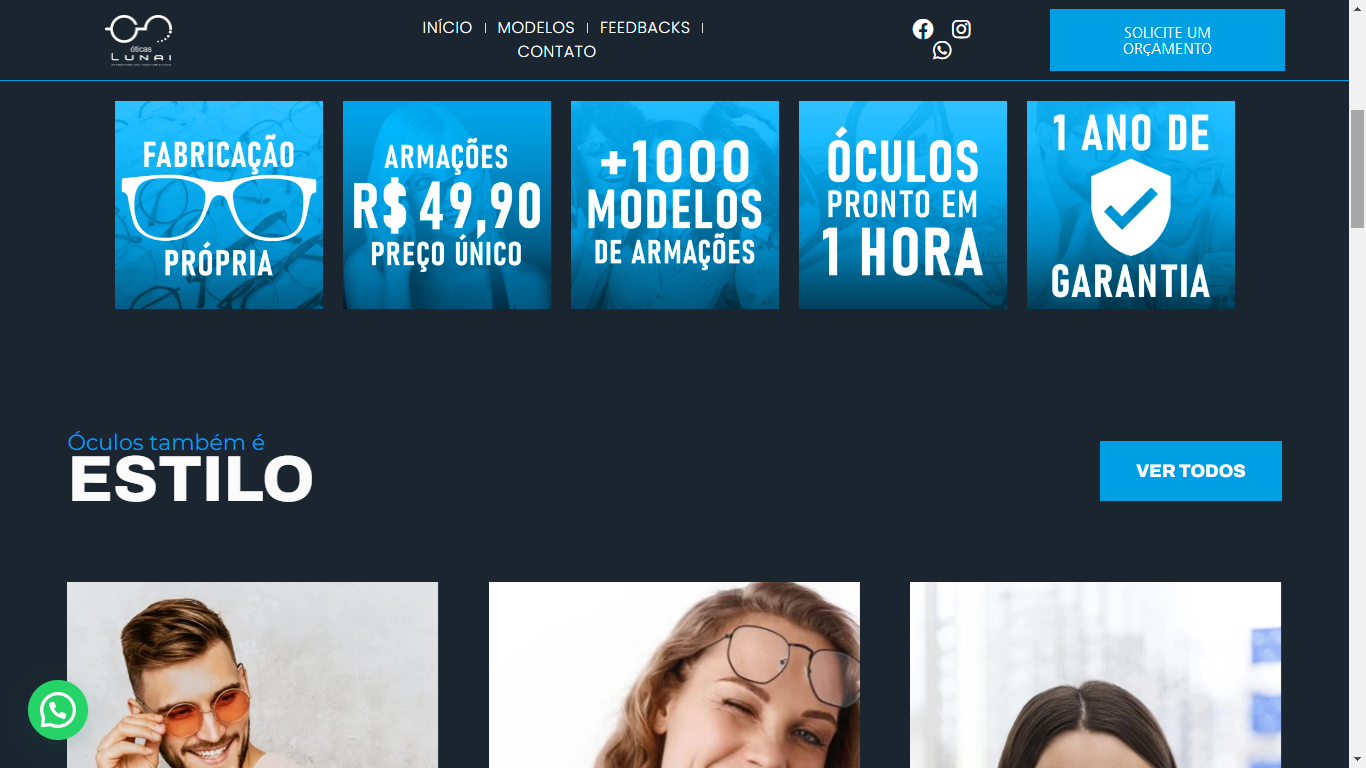 óticas
LUNAI
INÍCIO
MODELOS
FEEDBACKS
CONTATO
SOLICITE UM
ORÇAMENTO
FABRICAÇÃO
PRÓPRIA
ARMAÇÕES
R$ 49,90
PREÇO ÚNICO
+1000
MODELOS
DE ARMAÇÕES
ÓCULOS
PRONTO EM
1 HORA
1 ANO DE
GARANTIA
Óculos também é
ESTILO
VER TODOS